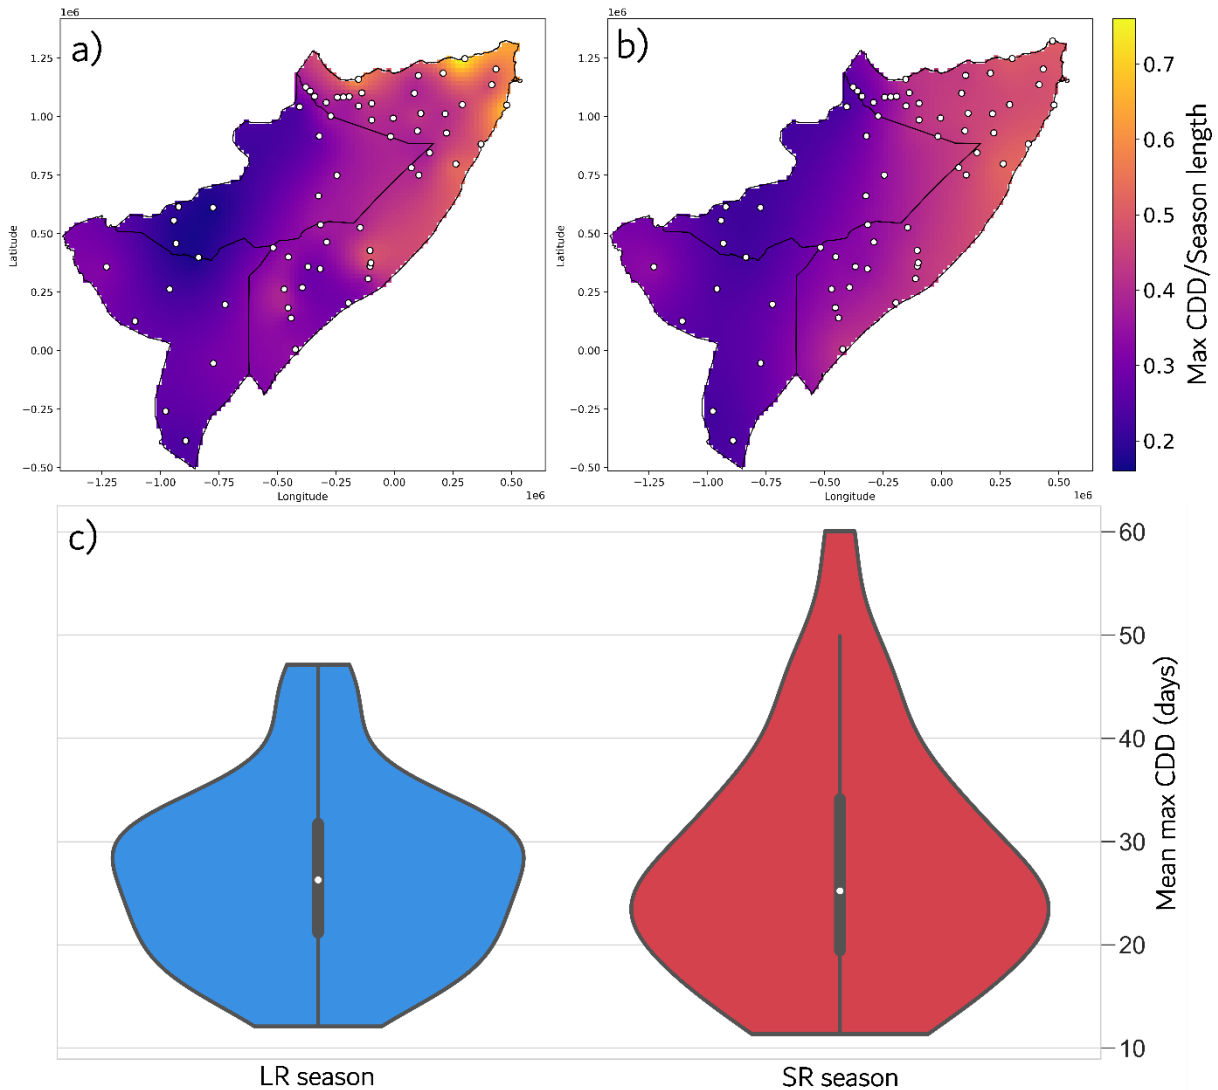 1e6
a)
1.25
1.00
0.75
0.50
0.25
0.00
−0.25
−0.50
Latitude
−1.25 −1.00 −0.75 −0.50 −0.25 0.00 0.25 0.50
Longitude
1e6
1e6
b)
1.25
1.00
0.75
0.50
0.25
0.00
−0.25
−0.50
Latitude
−1.25 −1.00 −0.75 −0.50 −0.25 0.00 0.25 0.50
Longitude
1e6
0.7
0.6
0.5
0.4
0.3
0.2
Max CDD/Season length
c)
60
50
40
30
20
10
Mean max CDD (days)
LR season SR season